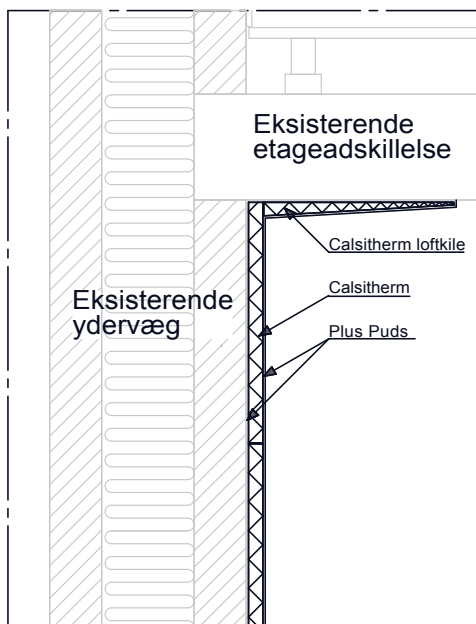 Eksisterende
etageadskillelse
Calsitherm loftkile
Eksisterende
ydervæg
Calsitherm
Plus Puds